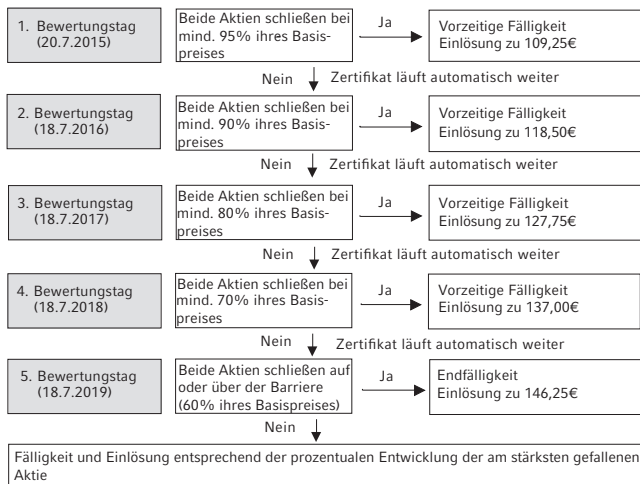 1. Bewertungstag
(20.7.2015)
Beide Aktien schließen bei
mind. 95% ihres Basis-
preises
Ja
Vorzeitige Fälligkeit
Einlösung zu 109,25€
Nein
Zertifikat läuft automatisch weiter
2. Bewertungstag
(18.7.2016)
Beide Aktien schließen bei
mind. 90% ihres Basis-
preises
Ja
Vorzeitige Fälligkeit
Einlösung zu 118,50€
Nein
Zertifikat läuft automatisch weiter
3. Bewertungstag
(18.7.2017)
Beide Aktien schließen bei
mind. 80% ihres Basis-
preises
Ja
Vorzeitige Fälligkeit
Einlösung zu 127,75€
Nein
Zertifikat läuft automatisch weiter
4. Bewertungstag
(18.7.2018)
Beide Aktien schließen bei
mind. 70% ihres Basis-
preises
Ja
Vorzeitige Fälligkeit
Einlösung zu 137,00€
Nein
Zertifikat läuft automatisch weiter
5. Bewertungstag
(18.7.2019)
Beide Aktien schließen auf
oder über der Barriere
(60% ihres Basispreises)
Ja
Endfälligkeit
Einlösung zu 146,25€
Nein
Fälligkeit und Einlösung entsprechend der prozentualen Entwicklung der am stärksten gefallenen
Aktie